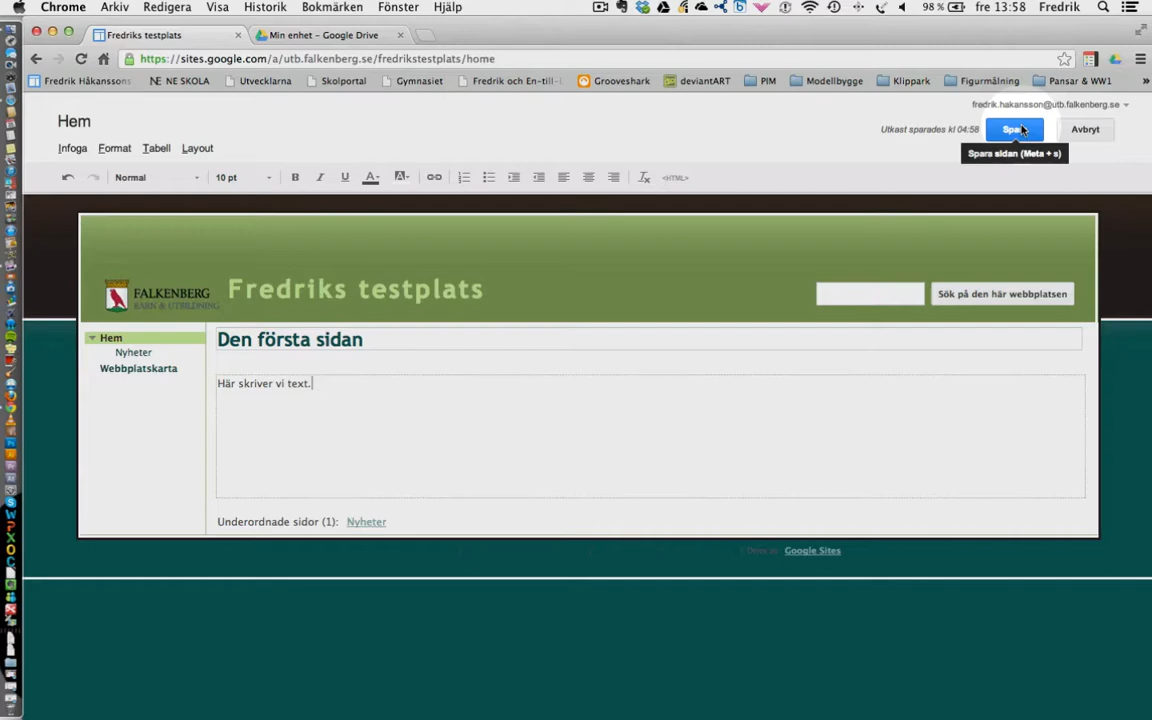 Chrome Arkiv Redigera Visa Historik Bokmärken Fönster Hjälp 98 % fre 13:58 Fredrik
Fredriks testplats Min enhet – Google Drive
https://sites.google.com/a/utb.falkenberg.se/fredrikstestplats/home
Fredrik Håkanssons NE SKOLA Utvecklarna Skolportal Gymnasiet Fredrik och En-till- Grooveshark deviantART PIM Modellbygge Klippark Figurmålning Pansar & WW1
fredrik.hakansson@utb.falkenberg.se
Hem
Utkast sparades kl 04:58 Avbryt
Infoga Format Tabell Layout
Spara sidan (Meta + s)
Normal 10 pt B I U A A <HTML>
FALKENBERG
BARN & UTBILDNING
Fredriks testplats
Sök på den här webbplatsen
Hem
Nyheter
Webbplatskarta
Den första sidan
Här skriver vi text.
Underordnade sidor (1): Nyheter
Google Sites